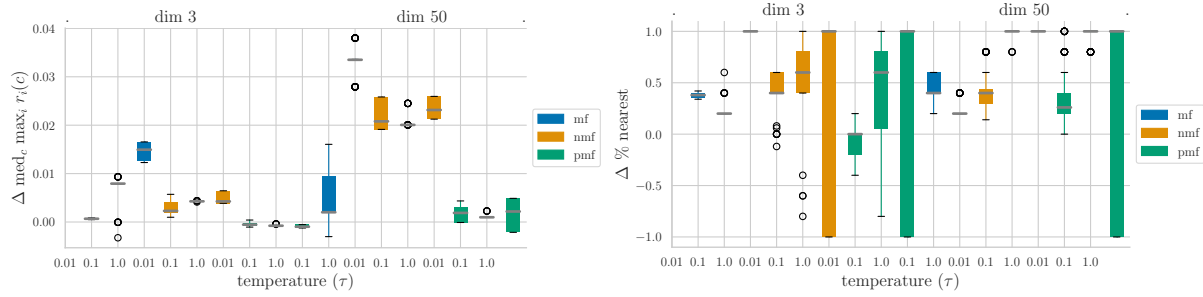 dim 3
dim 50
.
.
0.04
0.03
0.02
0.01
0.00
Δ med_c max_i r_i(c)
0.01 0.1 1.0 0.01 0.1 1.0 0.01 0.1 1.0 0.01 0.1 1.0 0.01 0.1 1.0 0.01 0.1 1.0
temperature (τ)
mf
nmf
pmf
dim 3
dim 50
.
.
1.0
0.5
0.0
−0.5
−1.0
Δ % nearest
0.01 0.1 1.0 0.01 0.1 1.0 0.01 0.1 1.0 0.01 0.1 1.0 0.01 0.1 1.0 0.01 0.1 1.0
temperature (τ)
mf
nmf
pmf